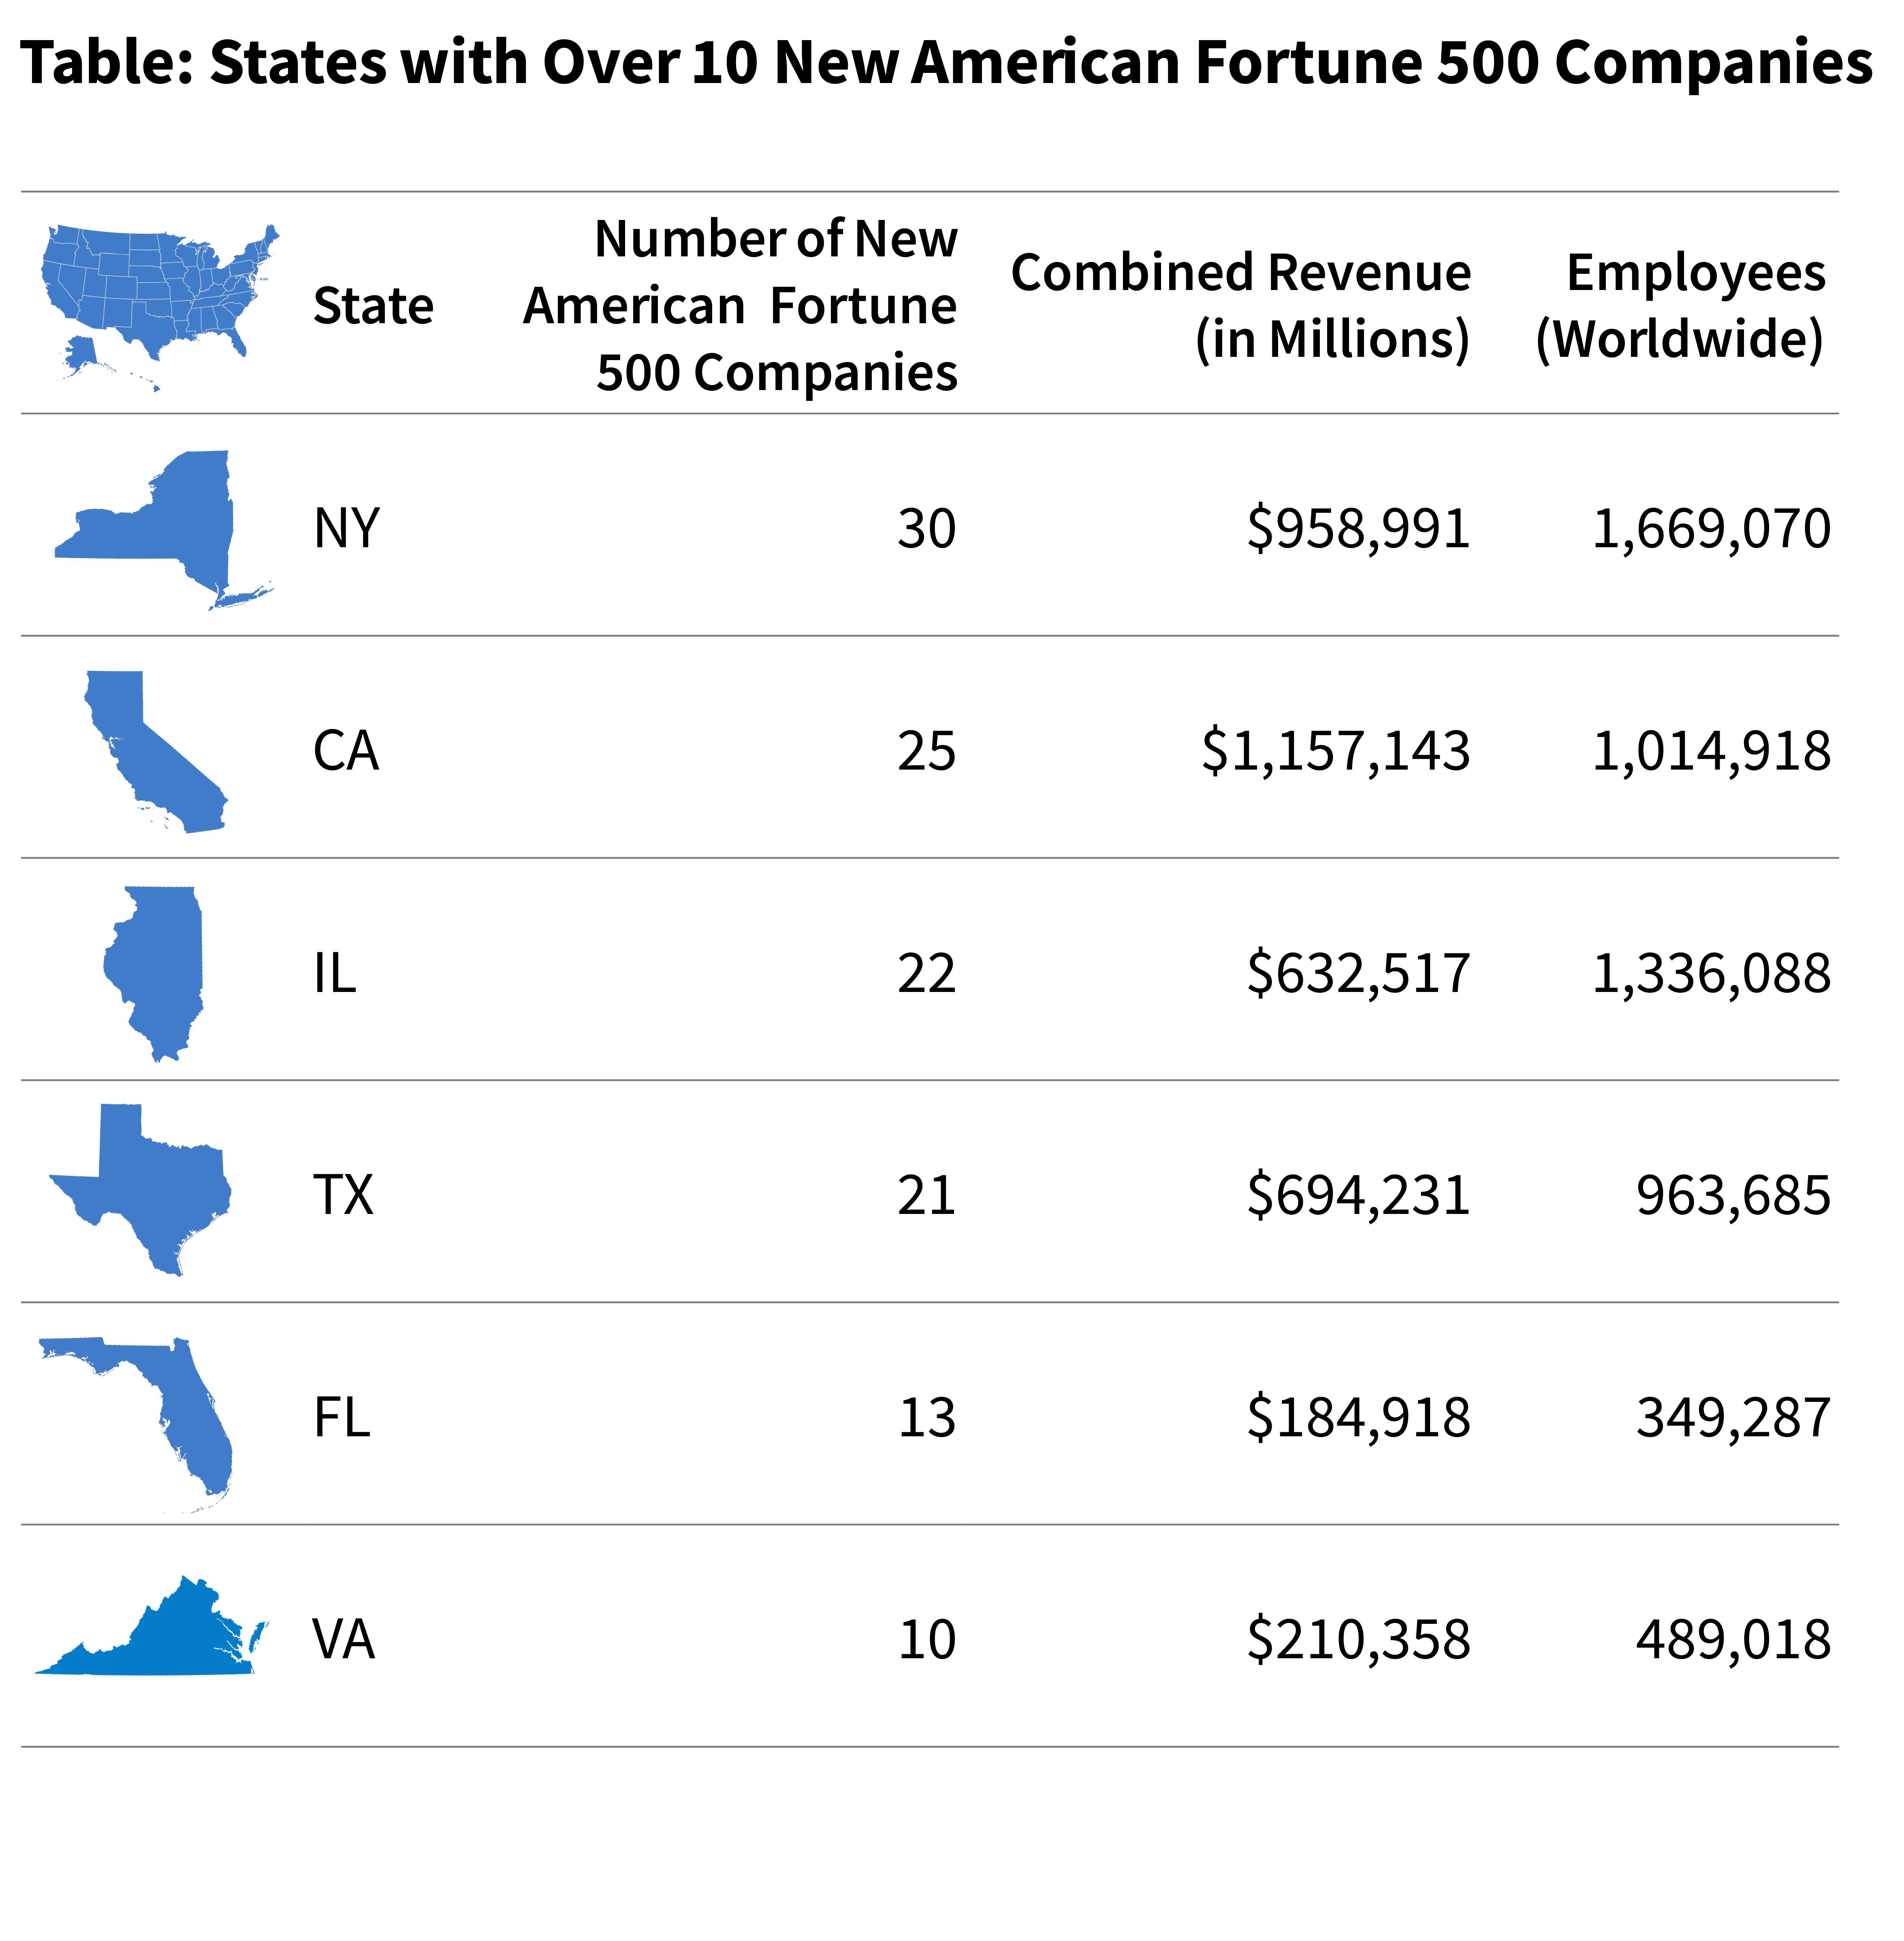 Table: States with Over 10 New American Fortune 500 Companies
State
Number of New
American Fortune
500 Companies
Combined Revenue
(in Millions)
Employees
(Worldwide)
NY 30 $958,991 1,669,070
CA 25 $1,157,143 1,014,918
IL 22 $632,517 1,336,088
TX 21 $694,231 963,685
FL 13 $184,918 349,287
VA 10 $210,358 489,018